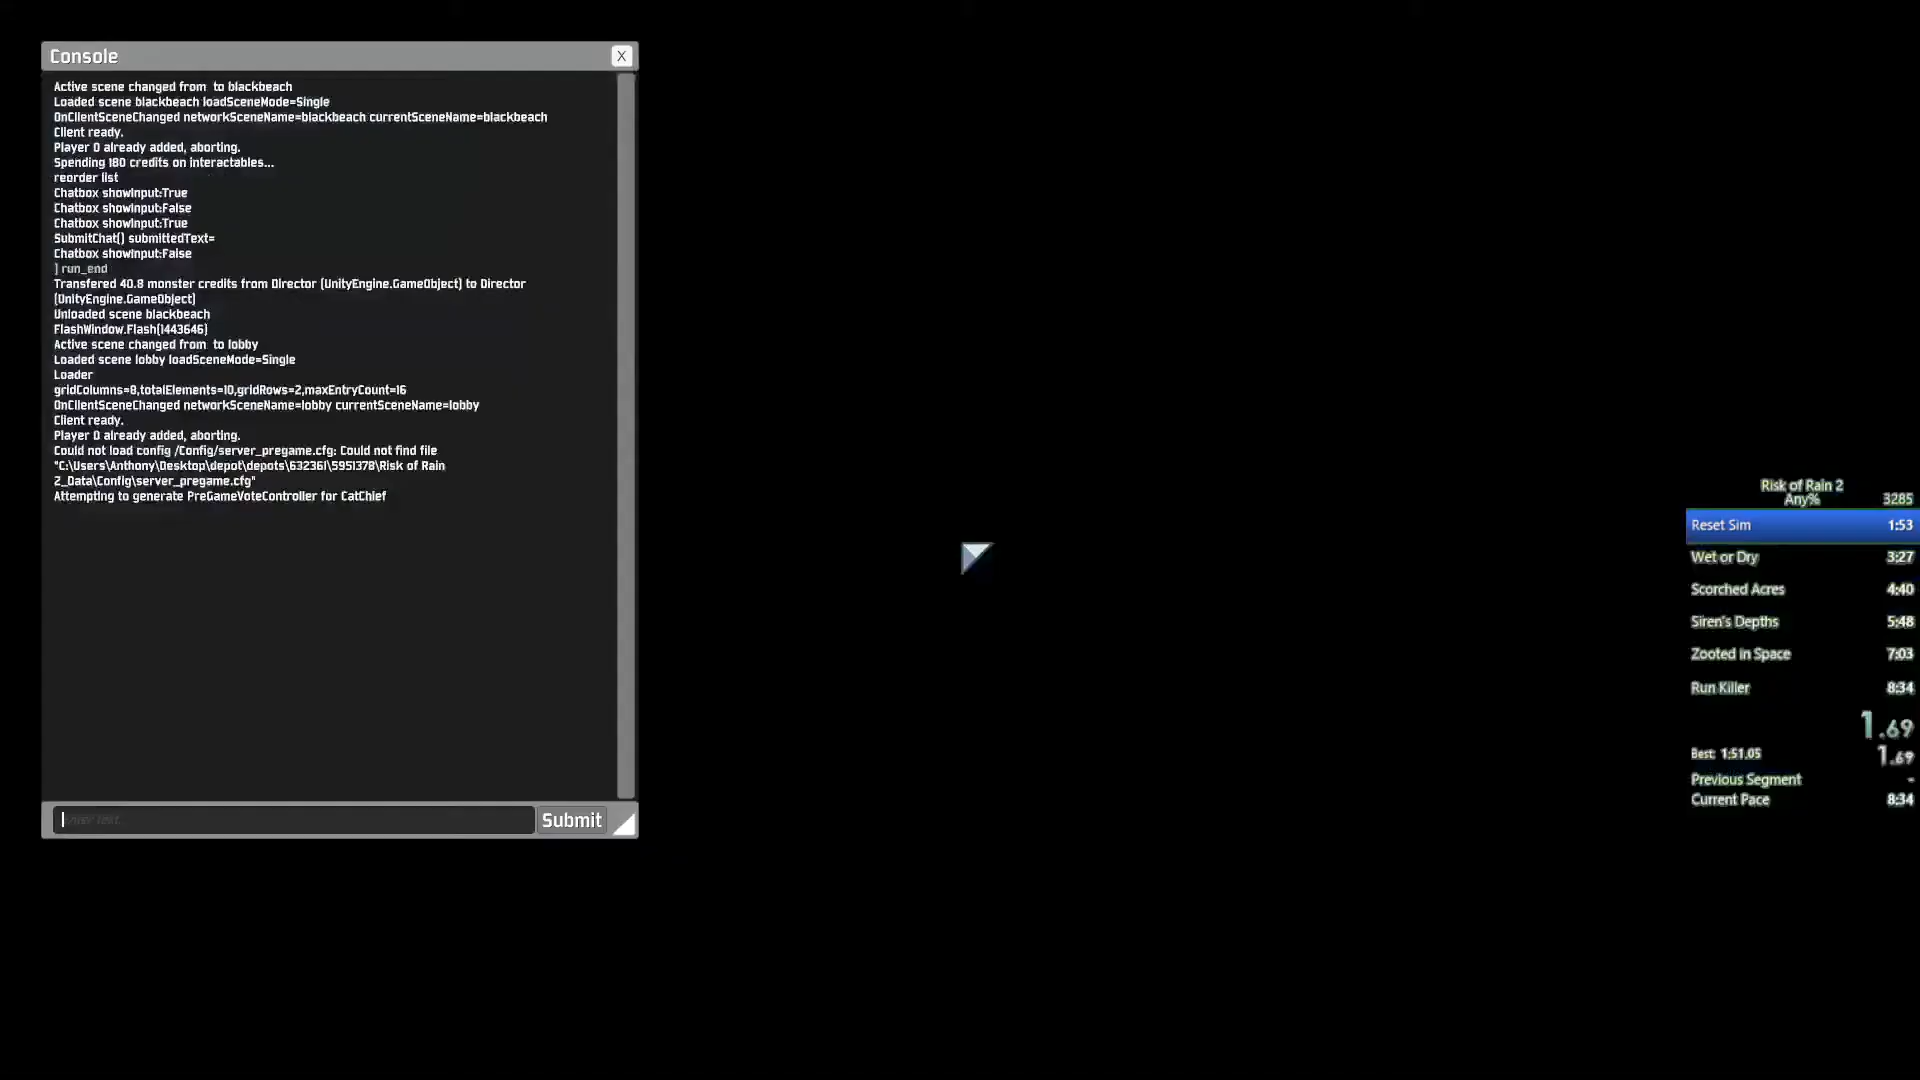 Console
X
Active scene changed from  to blackbeach
Loaded scene blackbeach loadSceneMode=Single
OnClientSceneChanged networkSceneName=blackbeach currentSceneName=blackbeach
Client ready.
Player 0 already added, aborting.
Spending 180 credits on interactables...
reorder list
Chatbox showInput:True
Chatbox showInput:False
Chatbox showInput:True
SubmitChat() submittedText=
Chatbox showInput:False
] run_end
Transfered 40.8 monster credits from Director (UnityEngine.GameObject) to Director
(UnityEngine.GameObject)
Unloaded scene blackbeach
FlashWindow.Flash(1443646)
Active scene changed from  to lobby
Loaded scene lobby loadSceneMode=Single
Loader
gridColumns=8,totalElements=10,gridRows=2,maxEntryCount=16
OnClientSceneChanged networkSceneName=lobby currentSceneName=lobby
Client ready.
Player 0 already added, aborting.
Could not load config /Config/server_pregame.cfg: Could not find file
"C:\Users\Anthony\Desktop\depot\depots\632361\5951378\Risk of Rain
2_Data\Config\server_pregame.cfg"
Attempting to generate PreGameVoteController for CatChief
Enter text...
Submit
Risk of Rain 2
Any% 3285
Reset Sim 1:53
Wet or Dry 3:27
Scorched Acres 4:40
Siren's Depths 5:48
Zooted in Space 7:03
Run Killer 8:34
1.69
Best: 1:51.05 1.69
Previous Segment -
Current Pace 8:34